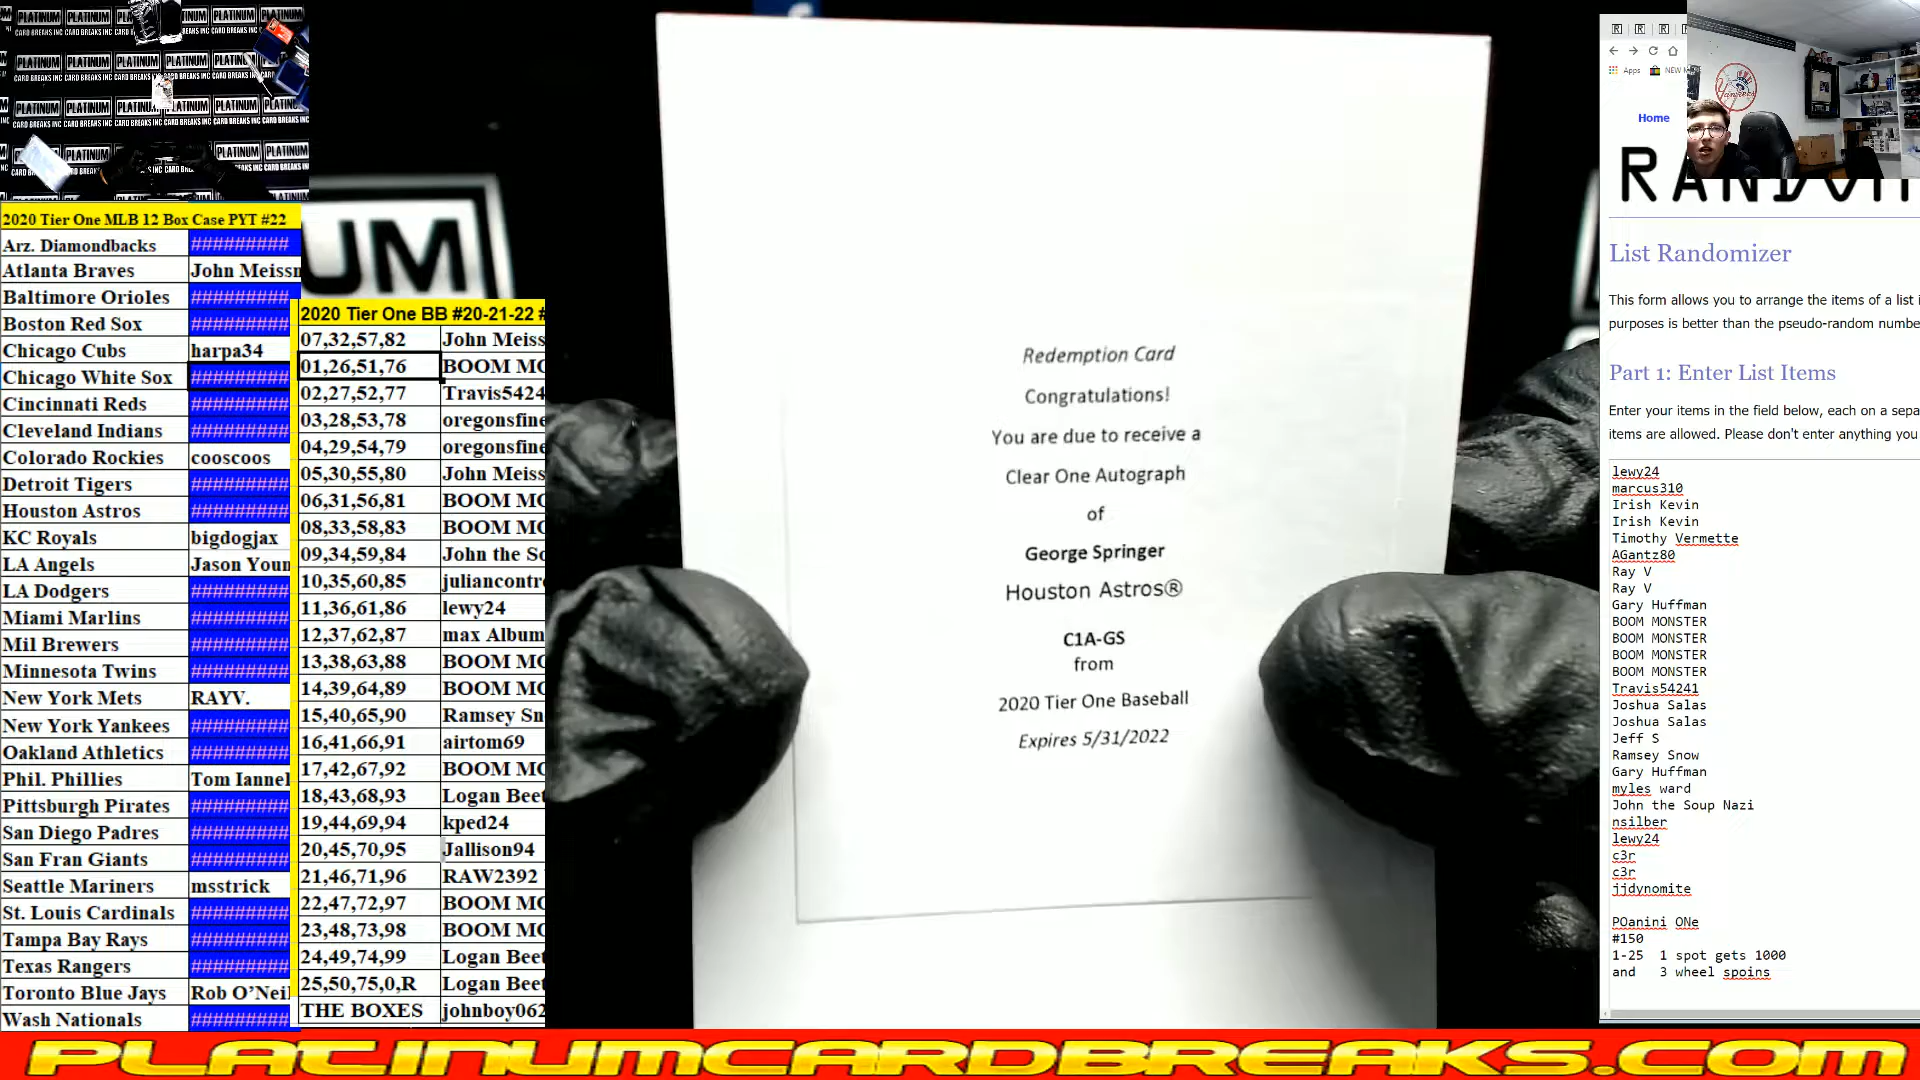 2020 Tier One MLB 12 Box Case PYT #22
Arz. Diamondbacks ##########
Atlanta Braves John Meissn
Baltimore Orioles ##########
Boston Red Sox ##########
Chicago Cubs harpa34
Chicago White Sox ##########
Cincinnati Reds ##########
Cleveland Indians ##########
Colorado Rockies cooscoos
Detroit Tigers ##########
Houston Astros ##########
KC Royals bigdogjax
LA Angels Jason Youn
LA Dodgers ##########
Miami Marlins ##########
Mil Brewers ##########
Minnesota Twins ##########
New York Mets RAYV.
New York Yankees ##########
Oakland Athletics ##########
Phil. Phillies Tom Iannel
Pittsburgh Pirates ##########
San Diego Padres ##########
San Fran Giants ##########
Seattle Mariners msstrick
St. Louis Cardinals ##########
Tampa Bay Rays ##########
Texas Rangers ##########
Toronto Blue Jays Rob O'Neil
Wash Nationals ##########
2020 Tier One BB #20-21-22 #
07,32,57,82 John Meiss
01,26,51,76 BOOM MO
02,27,52,77 Travis5424
03,28,53,78 oregonsfine
04,29,54,79 oregonsfine
05,30,55,80 John Meiss
06,31,56,81 BOOM MO
08,33,58,83 BOOM MO
09,34,59,84 John the So
10,35,60,85 juliancontr
11,36,61,86 lewy24
12,37,62,87 max Album
13,38,63,88 BOOM MO
14,39,64,89 BOOM MO
15,40,65,90 Ramsey Sn
16,41,66,91 airtom69
17,42,67,92 BOOM MO
18,43,68,93 Logan Beet
19,44,69,94 kped24
20,45,70,95 Jallison94
21,46,71,96 RAW2392
22,47,72,97 BOOM MO
23,48,73,98 BOOM MO
24,49,74,99 Logan Beet
25,50,75,0,R Logan Beet
THE BOXES johnboy062
UM
Redemption Card
Congratulations!
You are due to receive a
Clear One Autograph
of
George Springer
Houston Astros®
C1A-GS
from
2020 Tier One Baseball
Expires 5/31/2022
Apps NEW
Home
RANDOM
List Randomizer
This form allows you to arrange the items of a list i
purposes is better than the pseudo-random numbe
Part 1: Enter List Items
Enter your items in the field below, each on a sepa
items are allowed. Please don't enter anything you
lewy24
marcus310
Irish Kevin
Irish Kevin
Timothy Vermette
AGantz80
Ray V
Ray V
Gary Huffman
BOOM MONSTER
BOOM MONSTER
BOOM MONSTER
BOOM MONSTER
Travis54241
Joshua Salas
Joshua Salas
Jeff S
Ramsey Snow
Gary Huffman
myles ward
John the Soup Nazi
nsilber
lewy24
c3r
c3r
jjdynomite
POanini ONe
#150
1-25 1 spot gets 1000
and 3 wheel spoins
PLATINUMCARDBREAKS.COM